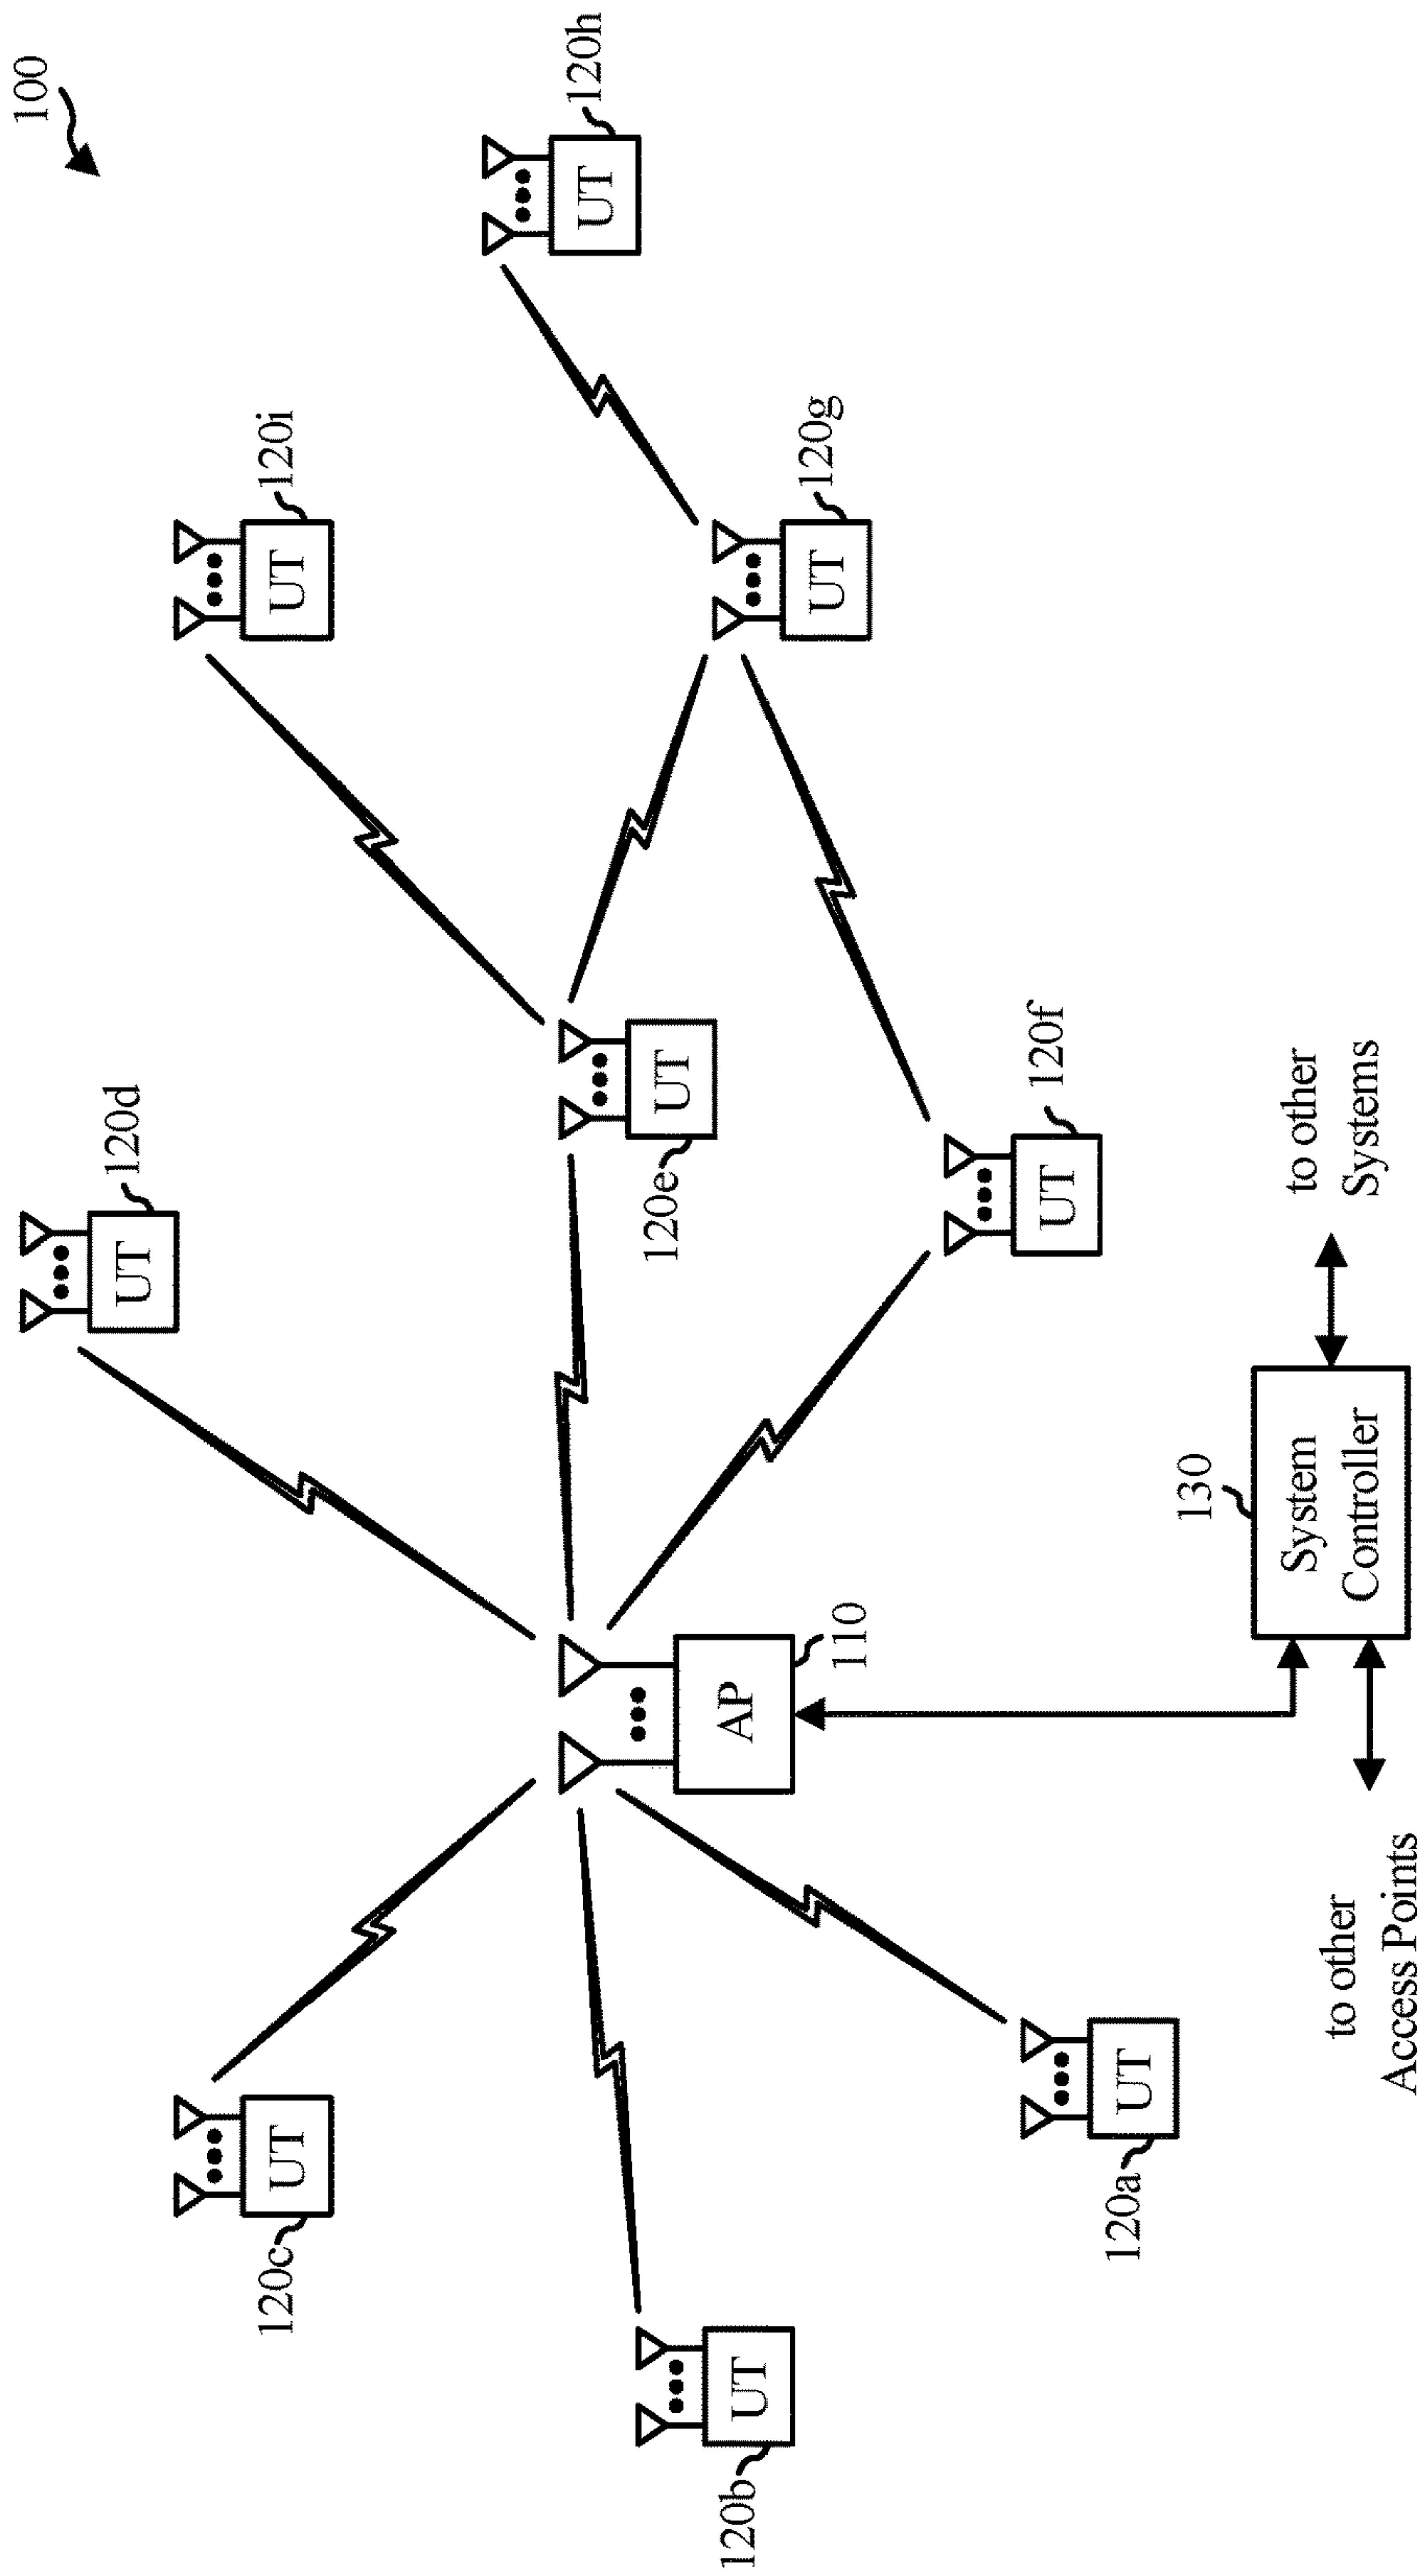 100
120d
UT
120i
UT
120c
UT
120h
UT
120e
UT
120b
UT
AP
110
120g
UT
120f
UT
120a
UT
130
System
Controller
to other
Systems
to other
Access Points